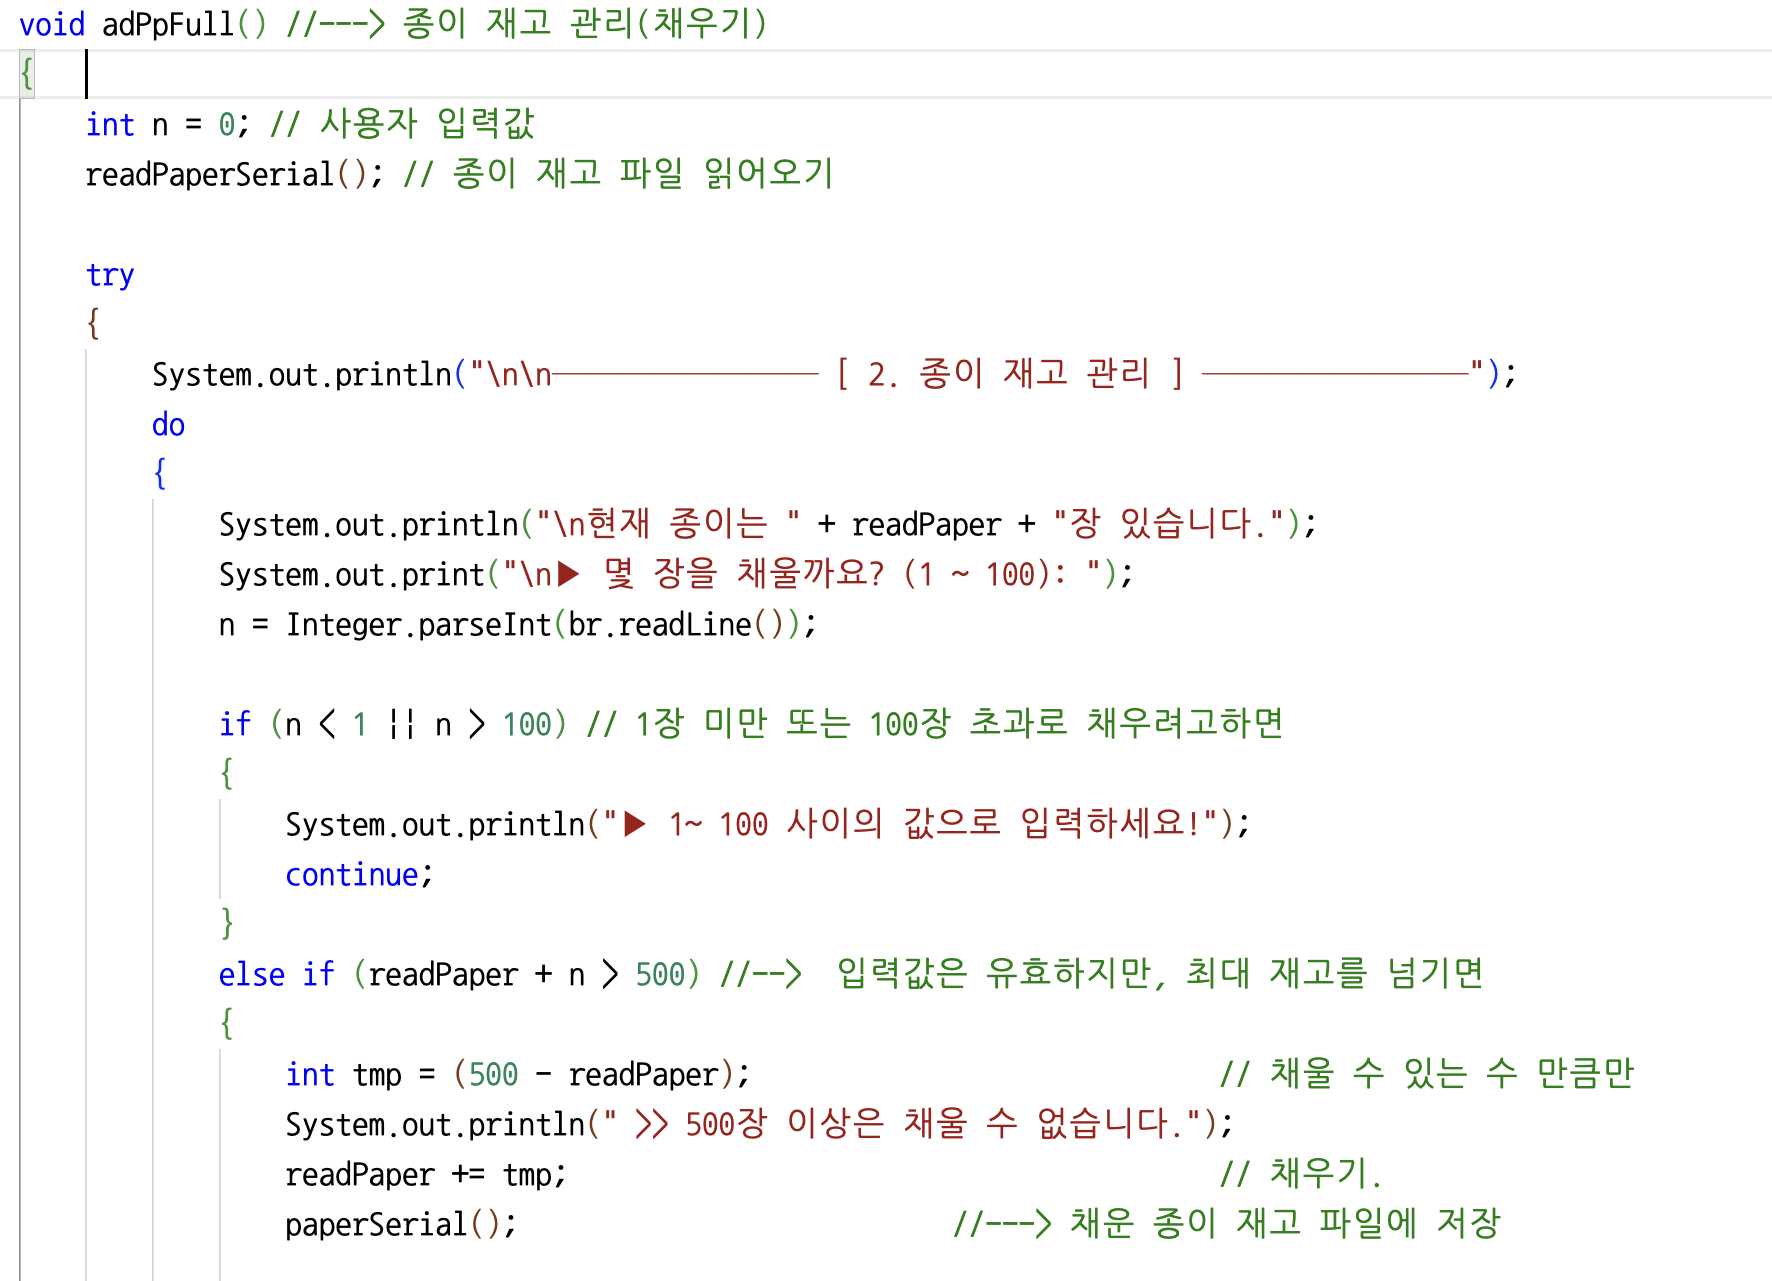 void adPpFull() //---> 종이 재고 관리(채우기)
{
int n = 0; // 사용자 입력값
readPaperSerial(); // 종이 재고 파일 읽어오기
try
{
System.out.println("\n\n──────────────── [ 2. 종이 재고 관리 ] ────────────────");
do
{
System.out.println("\n현재 종이는 " + readPaper + "장 있습니다.");
System.out.print("\n▶ 몇 장을 채울까요? (1 ~ 100): ");
n = Integer.parseInt(br.readLine());
if (n < 1 || n > 100) // 1장 미만 또는 100장 초과로 채우려고하면
{
System.out.println("▶ 1~ 100 사이의 값으로 입력하세요!");
continue;
}
else if (readPaper + n > 500) //--> 입력값은 유효하지만, 최대 재고를 넘기면
{
int tmp = (500 - readPaper); // 채울 수 있는 수 만큼만
System.out.println(" >> 500장 이상은 채울 수 없습니다.");
readPaper += tmp; // 채우기.
paperSerial(); //---> 채운 종이 재고 파일에 저장